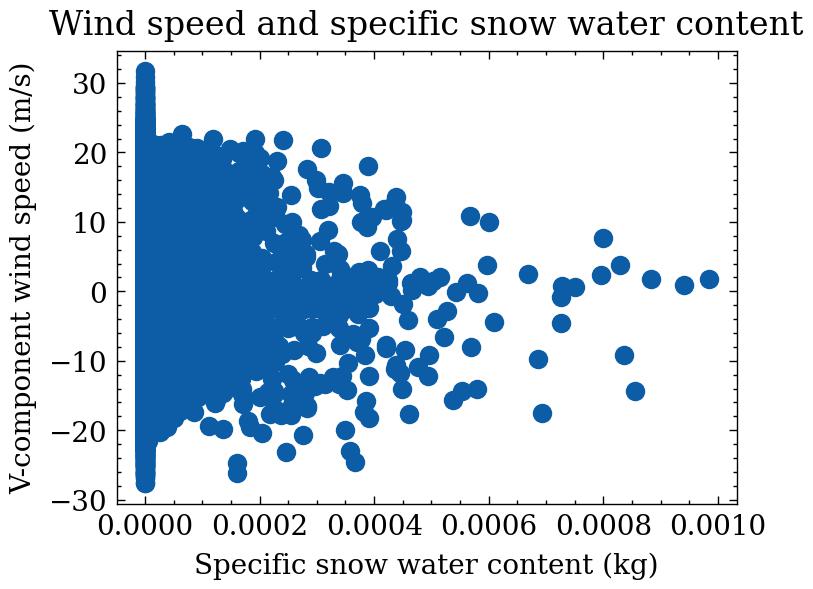 Wind speed and specific snow water content
V-component wind speed (m/s)
30
20
10
0
−10
−20
−30
0.0000 0.0002 0.0004 0.0006 0.0008 0.0010
Specific snow water content (kg)